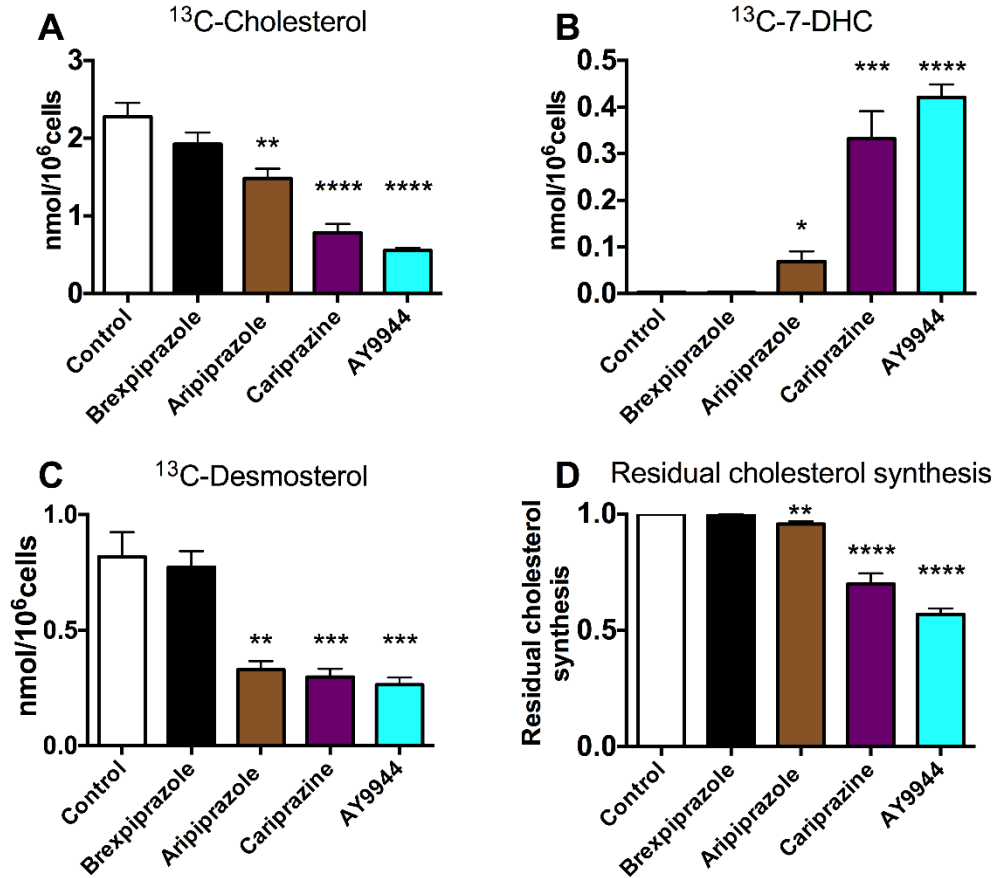 A ¹³C-Cholesterol
nmol/10⁶cells
3
2
1
0
**
****
****
Control
Brexpiprazole
Aripiprazole
Cariprazine
AY9944
B ¹³C-7-DHC
nmol/10⁶cells
0.5
0.4
0.3
0.2
0.1
0.0
*
***
****
Control
Brexpiprazole
Aripiprazole
Cariprazine
AY9944
C ¹³C-Desmosterol
nmol/10⁶cells
1.0
0.5
0.0
**
***
***
Control
Brexpiprazole
Aripiprazole
Cariprazine
AY9944
D Residual cholesterol synthesis
Residual cholesterol
synthesis
1.0
0.5
0.0
**
****
****
Control
Brexpiprazole
Aripiprazole
Cariprazine
AY9944